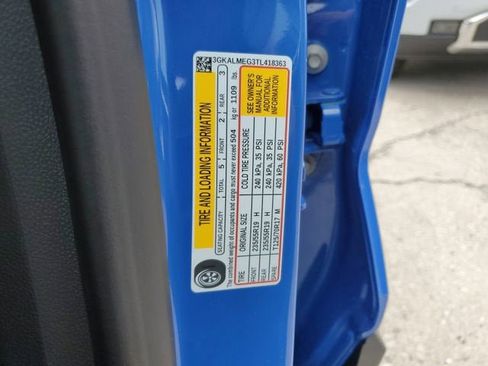 3GKALMEG3TL418363
TIRE AND LOADING INFORMATION
SEATING CAPACITY TOTAL 5 FRONT 2 REAR 3
The combined weight of occupants and cargo must never exceed 504 kg or 1109 lbs.
TIRE ORIGINAL SIZE COLD TIRE PRESSURE
FRONT 235/55R19 H 240 kPa, 35 PSI
REAR 235/55R19 H 240 kPa, 35 PSI
SPARE T125/70R17 M 420 kPa, 60 PSI
SEE OWNER'S
MANUAL FOR
ADDITIONAL
INFORMATION